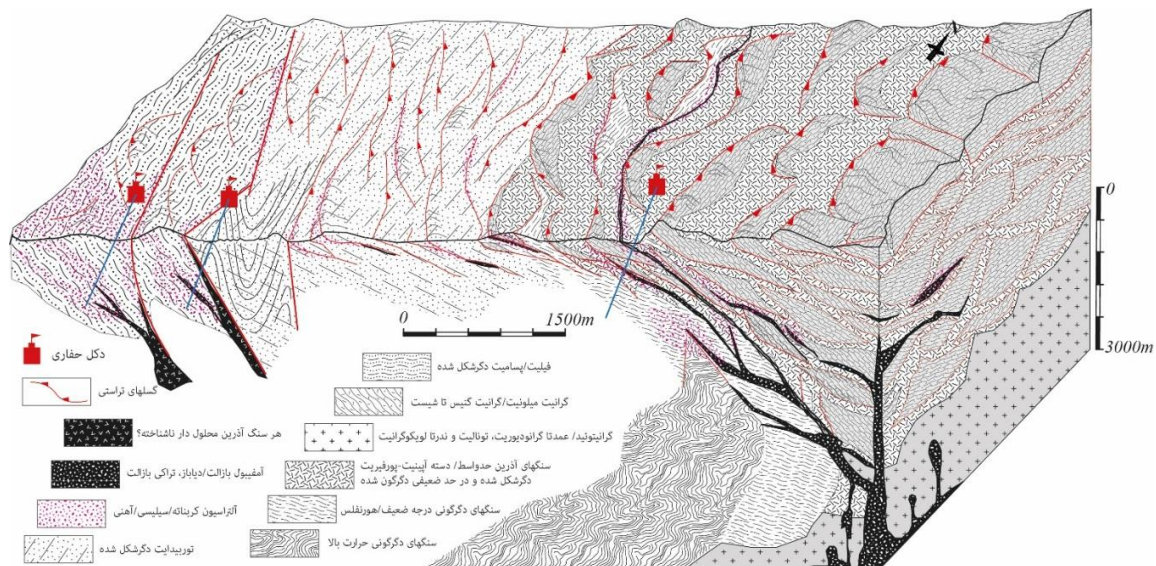 0
3000m
0
1500m
دکل حفاری
گسلهای تراستی
هر سنگ آذرین محلول دار ناشناخته؟
آمفیبول بازالت/دیاباز، تراکی بازالت
آلتراسیون کربناته/سیلیسی/آهنی
توربیدایت دگرشکل شده
فیلیت/پسامیت دگرشکل شده
گرانیت میلونیت/گرانیت گنیس تا شیست
گرانیتوئید/ عمدتا گرانودیوریت، تونالیت و ندرتا لویکوگرانیت
سنگهای آذرین حدواسط/ دسته آپینیت-پورفیریت
دگرشکل شده و در حد ضعیفی دگرگون شده
سنگهای دگرگونی درجه ضعیف/هورنفلس
سنگهای دگرگونی حرارت بالا